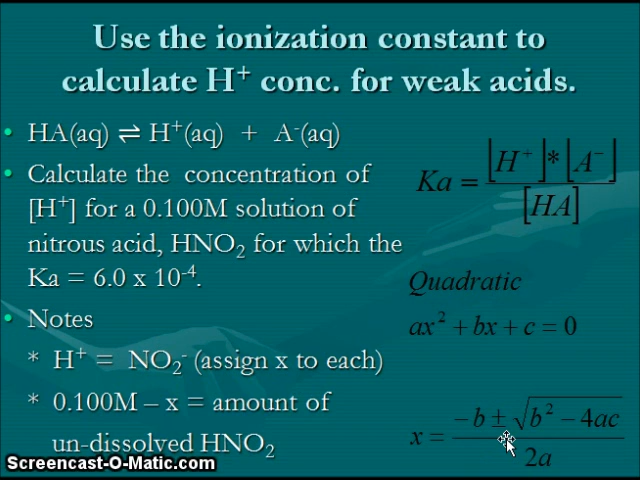 Use the ionization constant to
calculate H⁺ conc. for weak acids.
• HA(aq) ⇌ H⁺(aq) + A⁻(aq)
• Calculate the concentration of
[H⁺] for a 0.100M solution of
nitrous acid, HNO₂ for which the
Ka = 6.0 x 10⁻⁴.
• Notes
* H⁺ = NO₂⁻ (assign x to each)
* 0.100M – x = amount of
un-dissolved HNO₂
Ka = [H⁺]*[A⁻] / [HA]
Quadratic
ax² + bx + c = 0
x = (−b ± √(b² − 4ac)) / 2a
Screencast-O-Matic.com